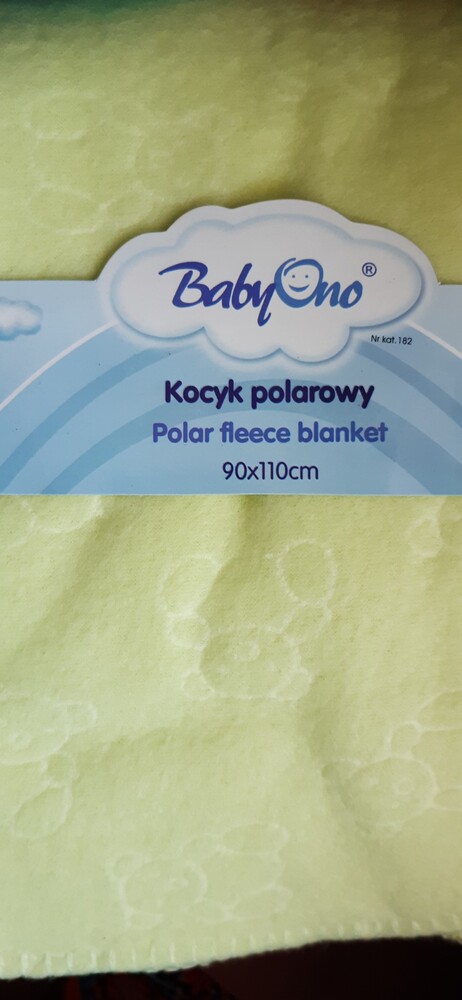 BabyOno®
Nr kat. 182
Kocyk polarowy
Polar fleece blanket
90x110cm